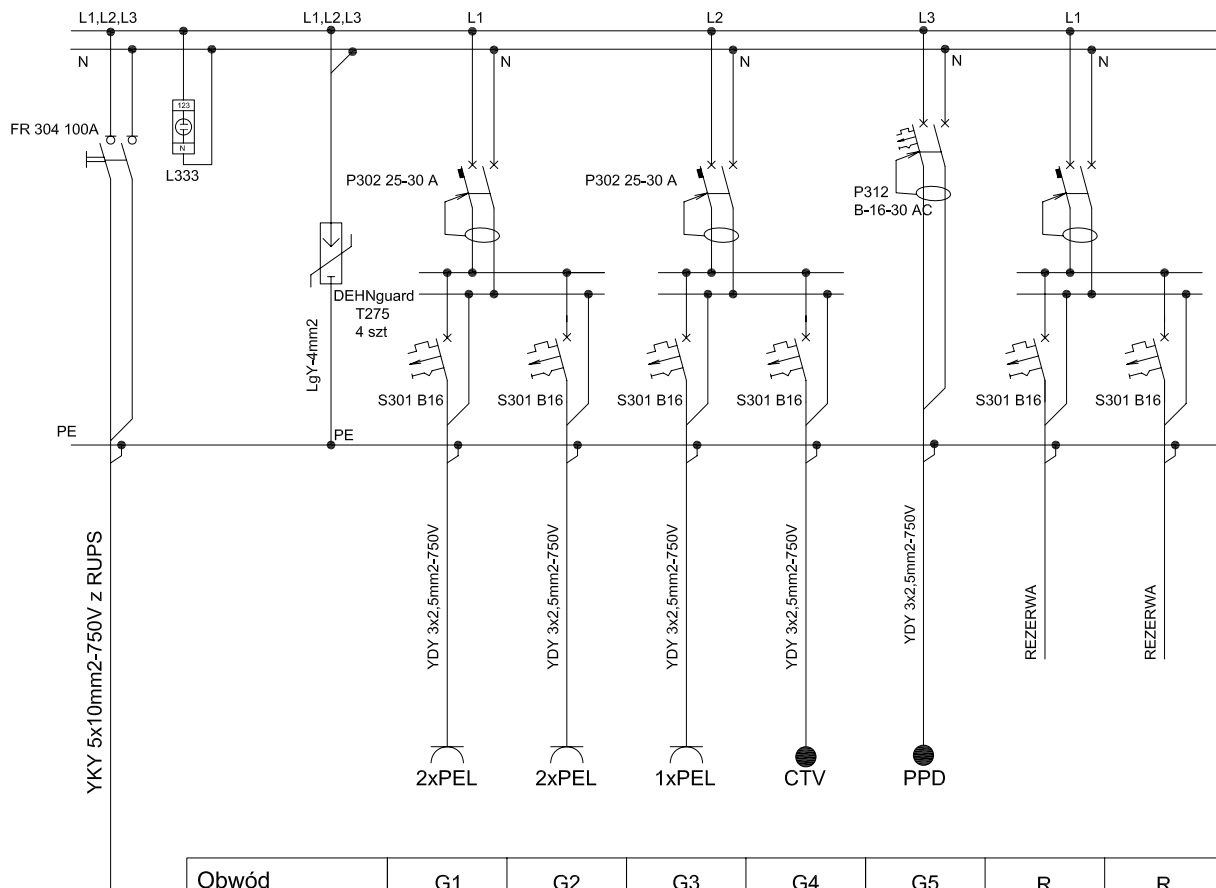 L1,L2,L3
L1,L2,L3
L1
L2
L3
L1
N
N
N
N
N
123
N
L333
FR 304 100A
P302 25-30 A
P302 25-30 A
P312
B-16-30 AC
DEHNguard
T275
4 szt
LgY-4mm2
S301 B16
S301 B16
S301 B16
S301 B16
S301 B16
S301 B16
PE
PE
YKY 5x10mm2-750V z RUPS
YDY 3x2,5mm2-750V
YDY 3x2,5mm2-750V
YDY 3x2,5mm2-750V
YDY 3x2,5mm2-750V
YDY 3x2,5mm2-750V
REZERWA
REZERWA
2xPEL
2xPEL
1xPEL
CTV
PPD
Obwód G1 G2 G3 G4 G5 R R